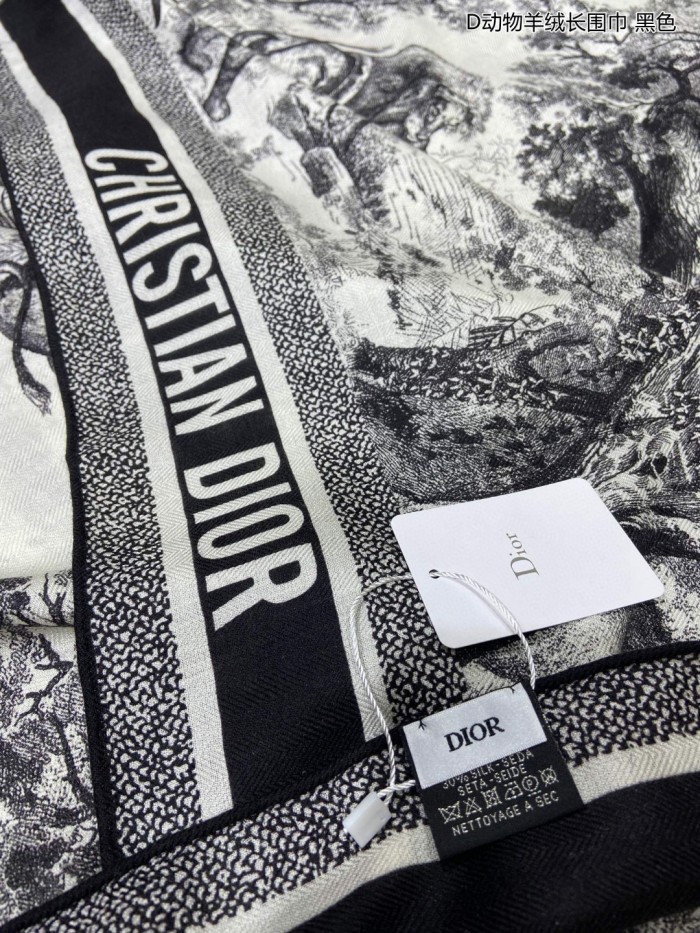 D动物羊绒长围巾 黑色
CHRISTIAN DIOR
Dior
DIOR
30% SILK - SEDA
SETA - SEIDE
NETTOYAGE A SEC